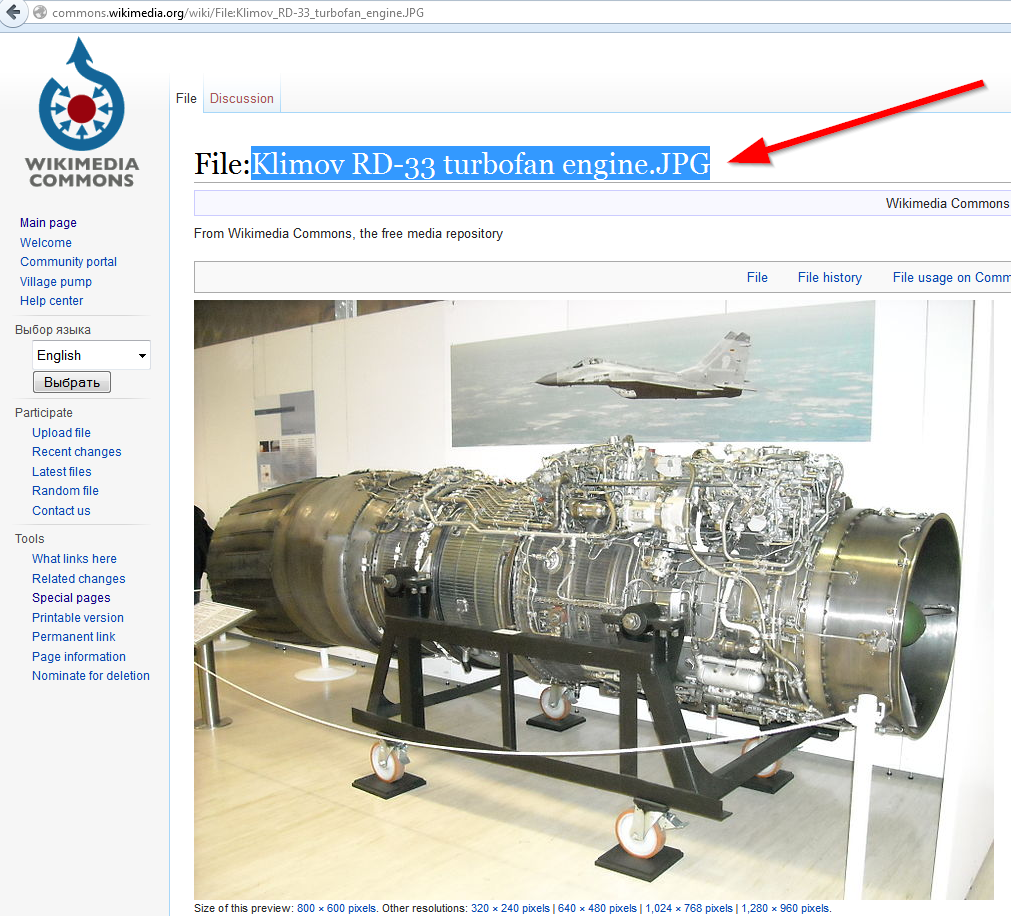 commons.wikimedia.org/wiki/File:Klimov_RD-33_turbofan_engine.JPG
WIKIMEDIA
COMMONS
Main page
Welcome
Community portal
Village pump
Help center
Выбор языка
English
Выбрать
Participate
Upload file
Recent changes
Latest files
Random file
Contact us
Tools
What links here
Related changes
Special pages
Printable version
Permanent link
Page information
Nominate for deletion
File Discussion
File:Klimov RD-33 turbofan engine.JPG
Wikimedia Commons
From Wikimedia Commons, the free media repository
File File history File usage on Comm
Size of this preview: 800 × 600 pixels. Other resolutions: 320 × 240 pixels | 640 × 480 pixels | 1,024 × 768 pixels | 1,280 × 960 pixels.